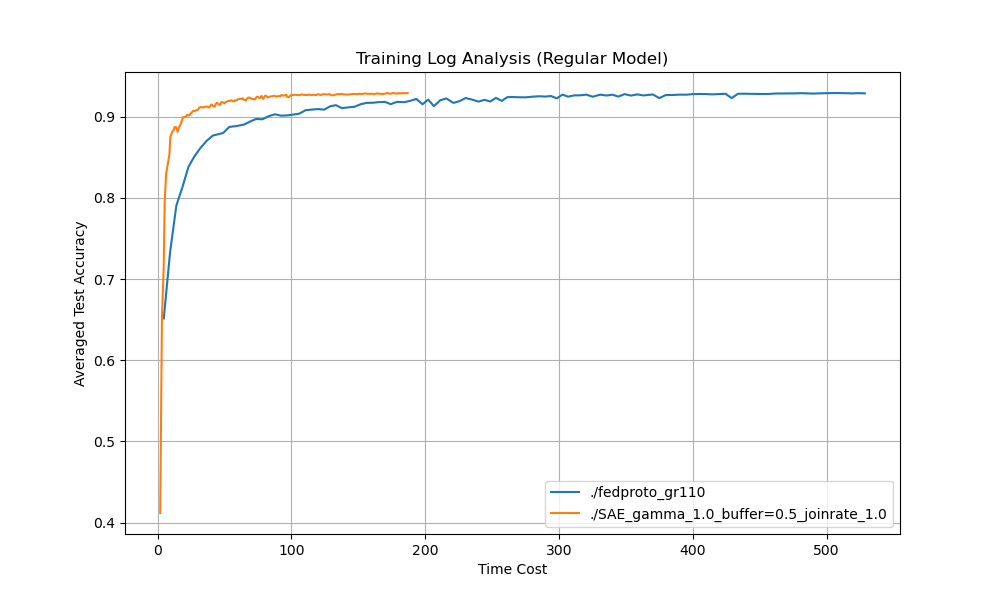 Training Log Analysis (Regular Model)
Averaged Test Accuracy
0.9
0.8
0.7
0.6
0.5
0.4
0
100
200
300
400
500
Time Cost
./fedproto_gr110
./SAE_gamma_1.0_buffer=0.5_joinrate_1.0